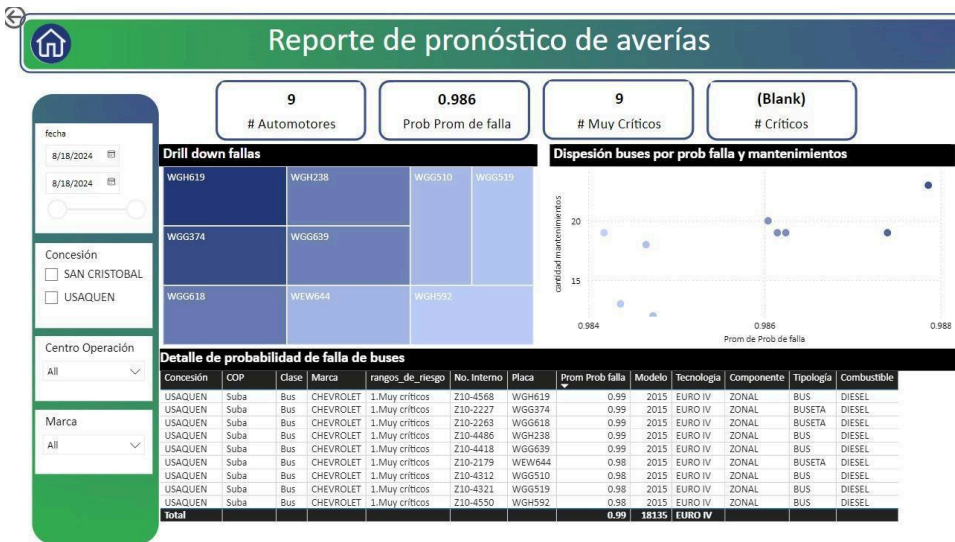 Reporte de pronóstico de averías
9
# Automotores
0.986
Prob Prom de falla
9
# Muy Críticos
(Blank)
# Críticos
fecha
8/18/2024
8/18/2024
Concesión
SAN CRISTOBAL
USAQUEN
Centro Operación
All
Marca
All
Drill down fallas
WGH619
WGH238
WGG510
WGG519
WGG374
WGG639
WGG618
WEW644
WGH592
Dispesión buses por prob falla y mantenimientos
cantidad mantenimientos
20
15
0.984 0.986 0.988
Prom de Prob de falla
Detalle de probabilidad de falla de buses
Concesión COP Clase Marca rangos_de_riesgo No. Interno Placa Prom Prob falla Modelo Tecnologia Componente Tipología Combustible
USAQUEN Suba Bus CHEVROLET 1.Muy críticos Z10-4568 WGH619 0.99 2015 EURO IV ZONAL BUS DIESEL
USAQUEN Suba Bus CHEVROLET 1.Muy críticos Z10-2227 WGG374 0.99 2015 EURO IV ZONAL BUSETA DIESEL
USAQUEN Suba Bus CHEVROLET 1.Muy críticos Z10-2263 WGG618 0.99 2015 EURO IV ZONAL BUSETA DIESEL
USAQUEN Suba Bus CHEVROLET 1.Muy críticos Z10-4486 WGH238 0.99 2015 EURO IV ZONAL BUS DIESEL
USAQUEN Suba Bus CHEVROLET 1.Muy críticos Z10-4418 WGG639 0.99 2015 EURO IV ZONAL BUS DIESEL
USAQUEN Suba Bus CHEVROLET 1.Muy críticos Z10-2179 WEW644 0.98 2015 EURO IV ZONAL BUSETA DIESEL
USAQUEN Suba Bus CHEVROLET 1.Muy críticos Z10-4312 WGG510 0.98 2015 EURO IV ZONAL BUS DIESEL
USAQUEN Suba Bus CHEVROLET 1.Muy críticos Z10-4321 WGG519 0.98 2015 EURO IV ZONAL BUS DIESEL
USAQUEN Suba Bus CHEVROLET 1.Muy críticos Z10-4550 WGH592 0.98 2015 EURO IV ZONAL BUS DIESEL
Total 0.99 18135 EURO IV